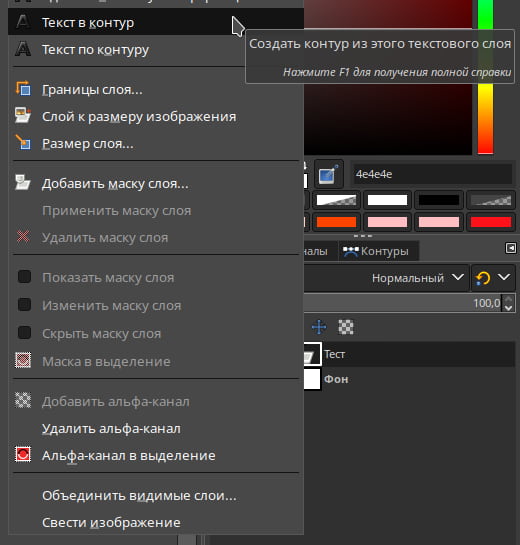 Текст в контур
Создать контур из этого текстового слоя
Текст по контуру
Нажмите F1 для получения полной справки
Границы слоя...
Слой к размеру изображения
Размер слоя...
4e4e4e
Добавить маску слоя...
Применить маску слоя
Удалить маску слоя
Контуры
Показать маску слоя
Нормальный
Изменить маску слоя
100,0
Скрыть маску слоя
Маска в выделение
Тест
Фон
Добавить альфа-канал
Удалить альфа-канал
Альфа-канал в выделение
Объединить видимые слои...
Свести изображение